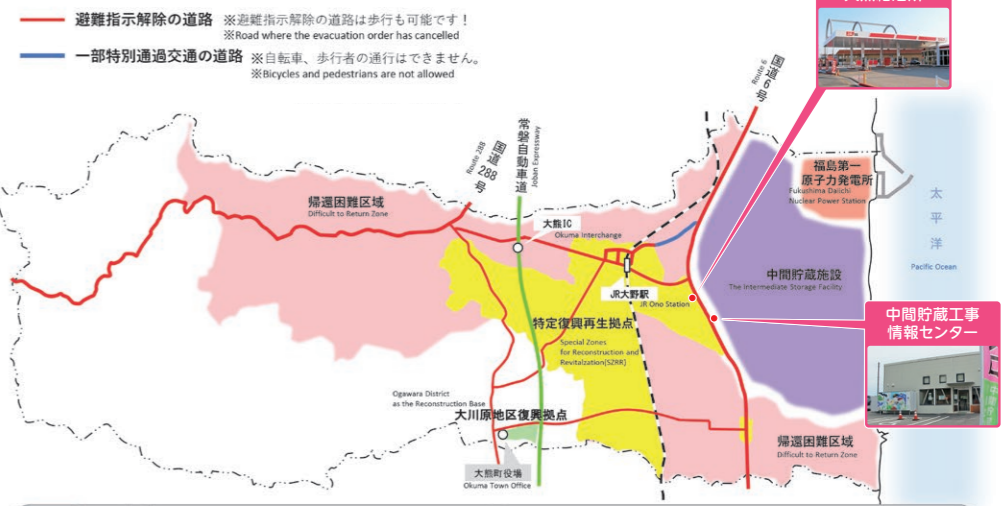 避難指示解除の道路 ※避難指示解除の道路は歩行も可能です！
※Road where the evacuation order has cancelled
一部特別通過交通の道路 ※自転車、歩行者の通行はできません。
※Bicycles and pedestrians are not allowed
国道6号
Route 6
常磐自動車道
Joban Expressway
国道288号
Route 288
福島第一
原子力発電所
Fukushima Daiichi
Nuclear Power Station
太平洋
Pacific Ocean
帰還困難区域
Difficult to Return Zone
大熊IC
Okuma Interchange
中間貯蔵施設
The Intermediate Storage Facility
JR大野駅
JR Ono Station
中間貯蔵工事
情報センター
特定復興再生拠点
Special Zones
for Reconstruction and
Revitalzation(SZRR)
Ogawara District
as the Reconstruction Base
大川原地区復興拠点
帰還困難区域
Difficult to Return Zone
大熊町役場
Okuma Town Office